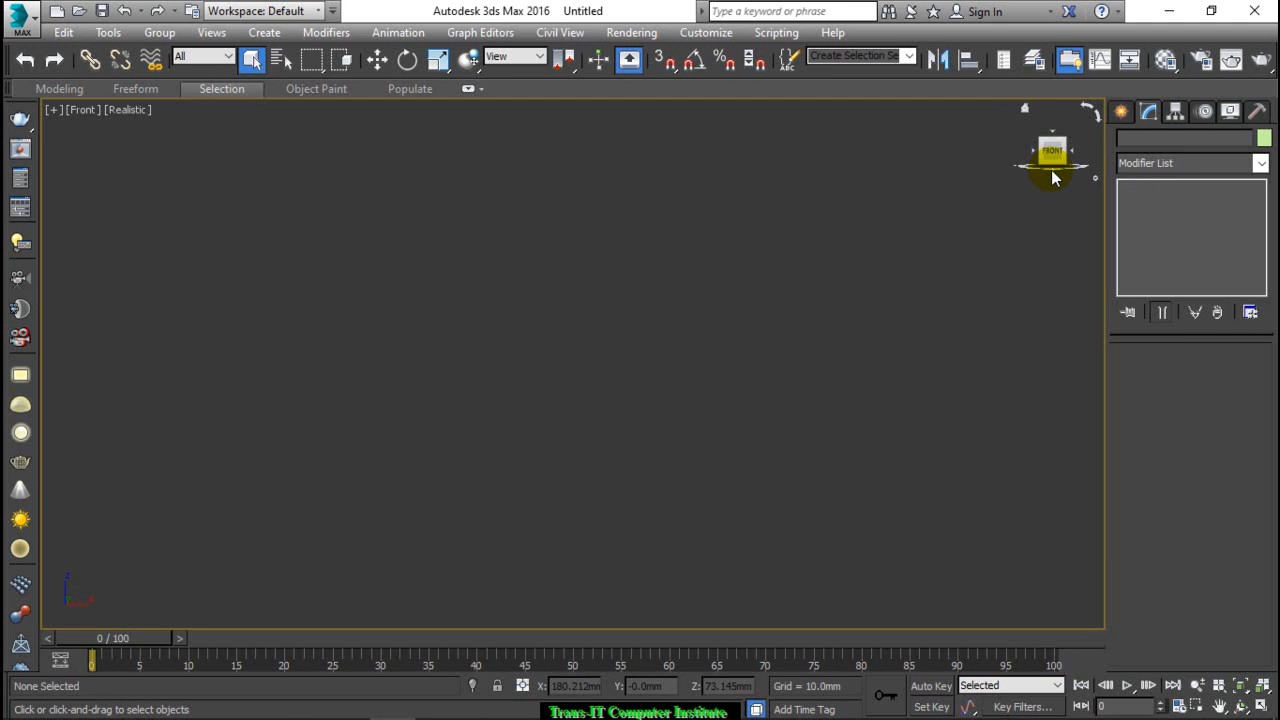 MAX
Workspace: Default
Autodesk 3ds Max 2016 Untitled
Type a keyword or phrase
Sign In
Edit Tools Group Views Create Modifiers Animation Graph Editors Civil View Rendering Customize Scripting Help
All
View
3
Create Selection Se
Modeling Freeform Selection Object Paint Populate
[+] [Front] [Realistic]
FRONT
Modifier List
z
x
0 / 100
0 5 10 15 20 25 30 35 40 45 50 55 60 65 70 75 80 85 90 95 100
None Selected
X: 180.212mm Y: -0.0mm Z: 73.145mm Grid = 10.0mm
Auto Key Selected
Click or click-and-drag to select objects
Trans-IT Computer Institute
Add Time Tag
Set Key Key Filters... 0